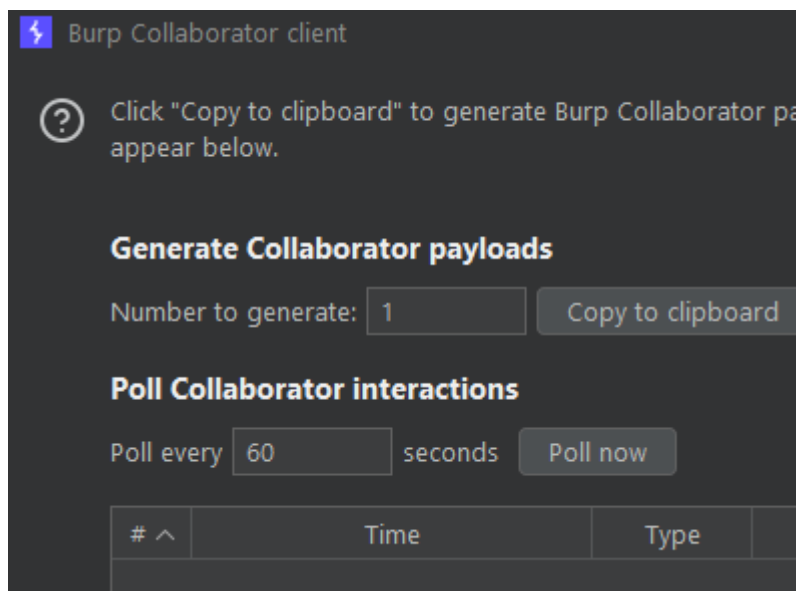 Burp Collaborator client
Click "Copy to clipboard" to generate Burp Collaborator
appear below.
Generate Collaborator payloads
Number to generate: 1 Copy to clipboard
Poll Collaborator interactions
Poll every 60 seconds Poll now
# Time Type